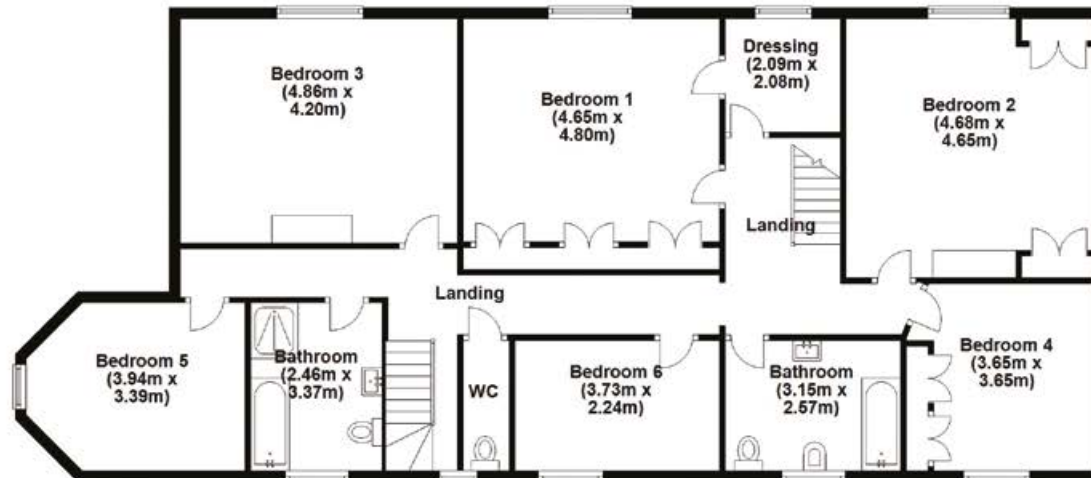 Bedroom 3
(4.86m x
4.20m)
Bedroom 1
(4.65m x
4.80m)
Dressing
(2.09m x
2.08m)
Bedroom 2
(4.68m x
4.65m)
Landing
Landing
Bedroom 5
(3.94m x
3.39m)
Bathroom
(2.46m x
3.37m)
WC
Bedroom 6
(3.73m x
2.24m)
Bathroom
(3.15m x
2.57m)
Bedroom 4
(3.65m x
3.65m)